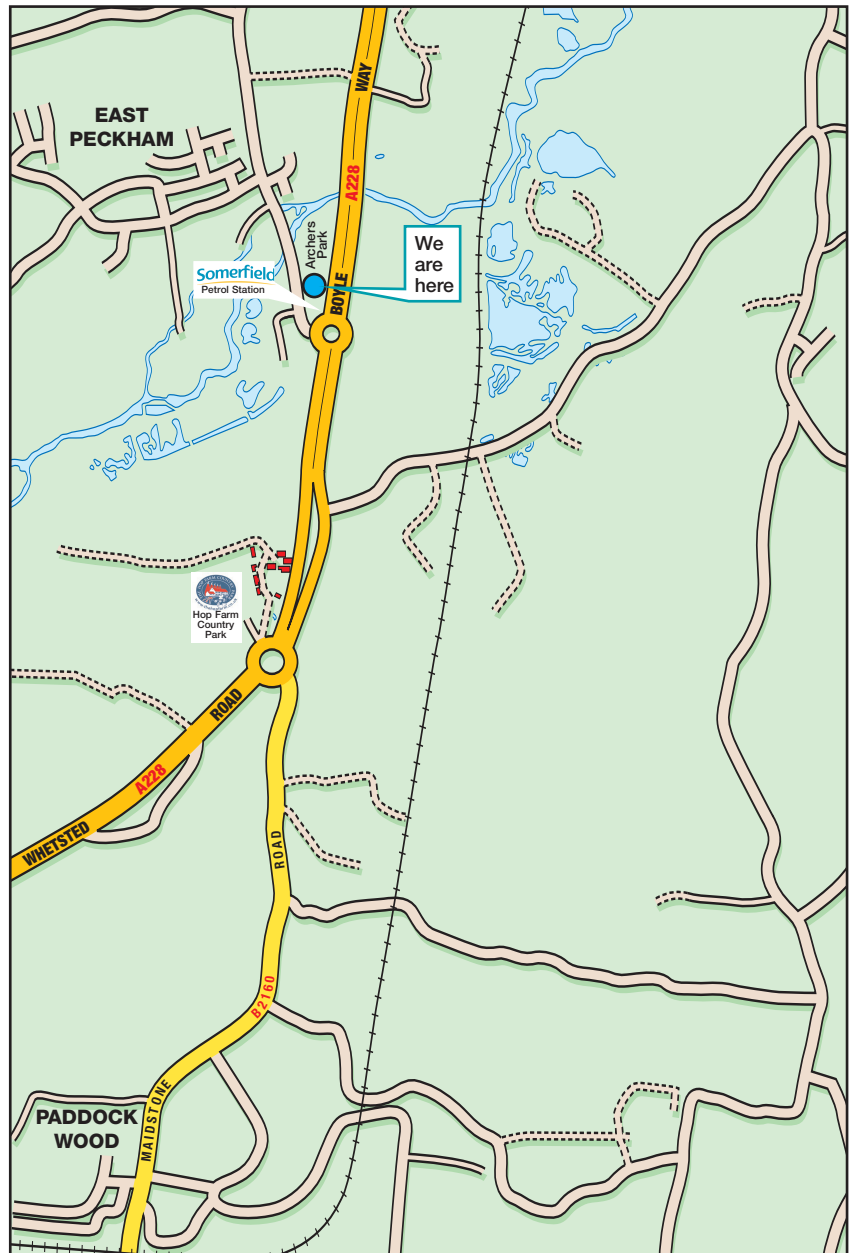 WAY
EAST
PECKHAM
A228
Archers
Park
We
are
here
Somerfield
Petrol Station
BOYLE
Hop Farm
Country
Park
ROAD
A228
WHETSTED
ROAD
B2160
MAIDSTONE
PADDOCK
WOOD